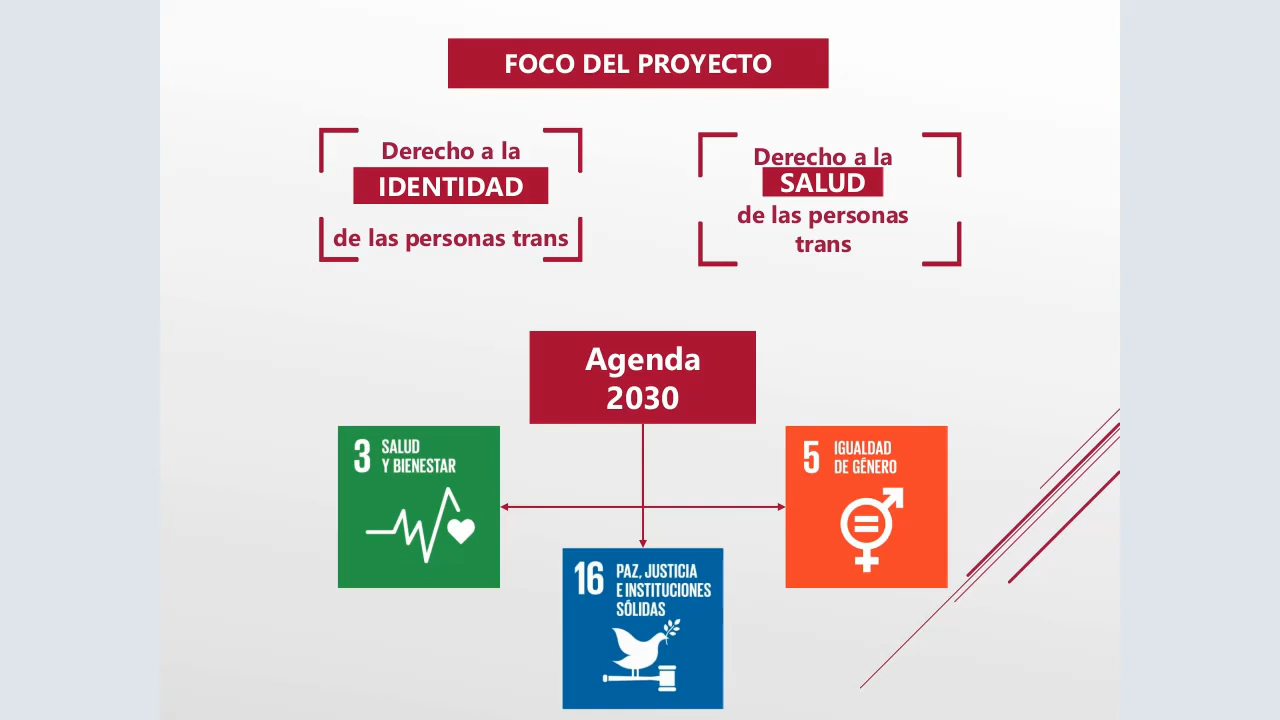 FOCO DEL PROYECTO
Derecho a la
IDENTIDAD
de las personas trans
Derecho a la
SALUD
de las personas
trans
Agenda
2030
3 SALUD
Y BIENESTAR
5 IGUALDAD
DE GÉNERO
16 PAZ, JUSTICIA
E INSTITUCIONES
SÓLIDAS